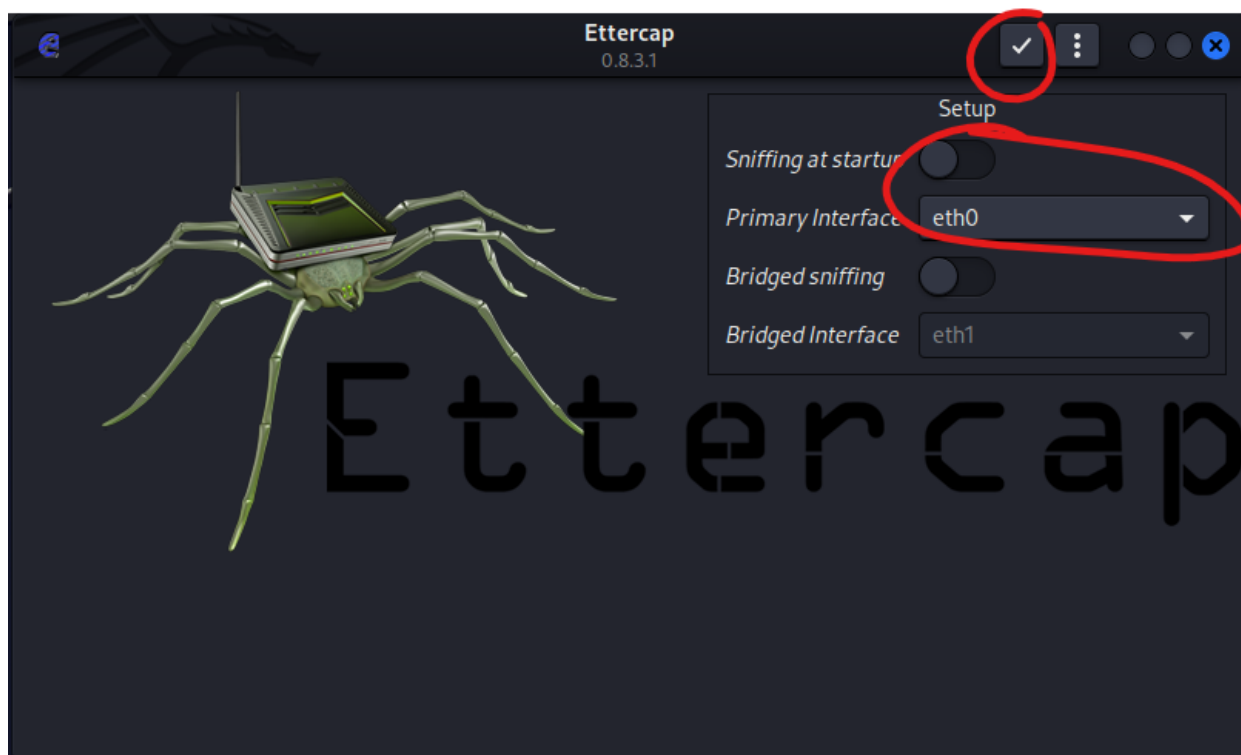 Ettercap
0.8.3.1
Setup
Sniffing at startup
Primary Interface eth0
Bridged sniffing
Bridged Interface eth1
Ettercap